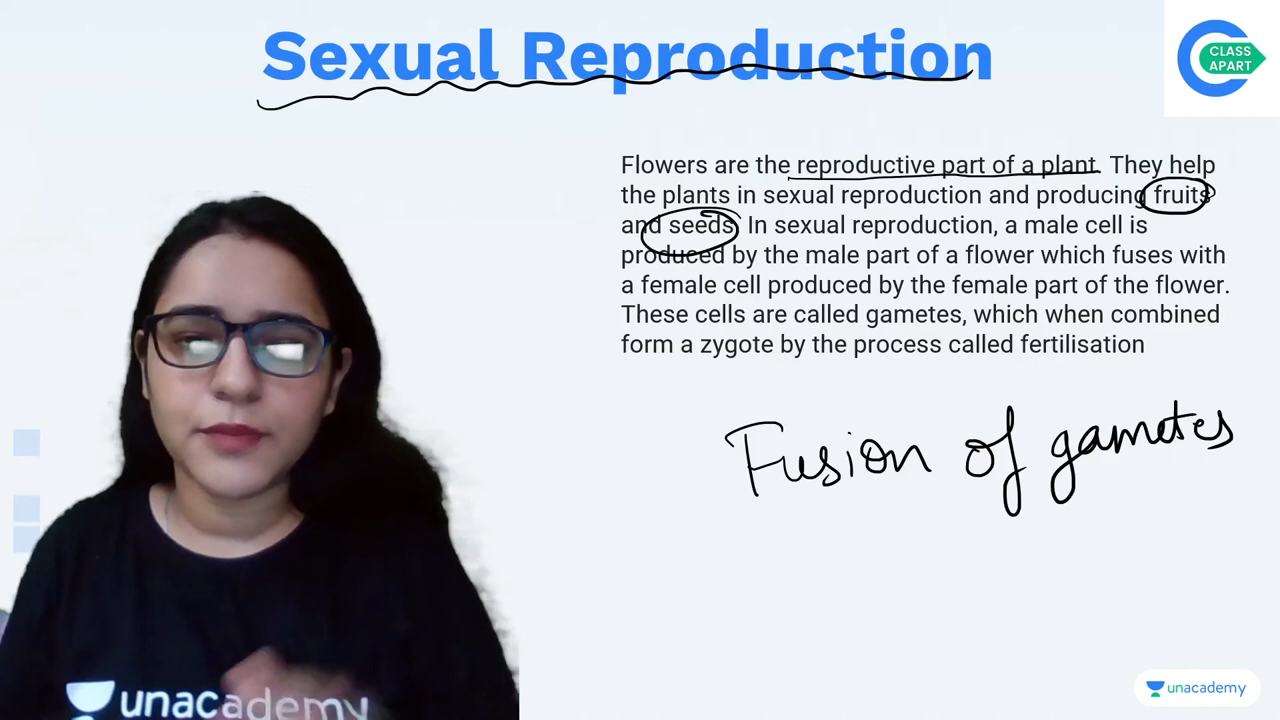 Sexual Reproduction
CLASS
APART
Flowers are the reproductive part of a plant. They help
the plants in sexual reproduction and producing fruits
and seeds. In sexual reproduction, a male cell is
produced by the male part of a flower which fuses with
a female cell produced by the female part of the flower.
These cells are called gametes, which when combined
form a zygote by the process called fertilisation
Fusion of gametes
unacademy
unacademy